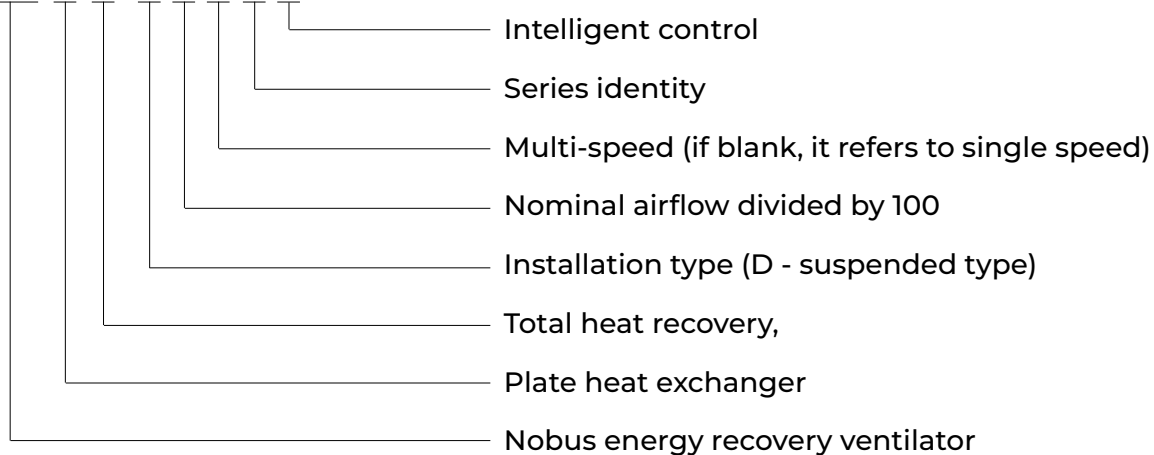 Intelligent control
Series identity
Multi-speed (if blank, it refers to single speed)
Nominal airflow divided by 100
Installation type (D - suspended type)
Total heat recovery,
Plate heat exchanger
Nobus energy recovery ventilator